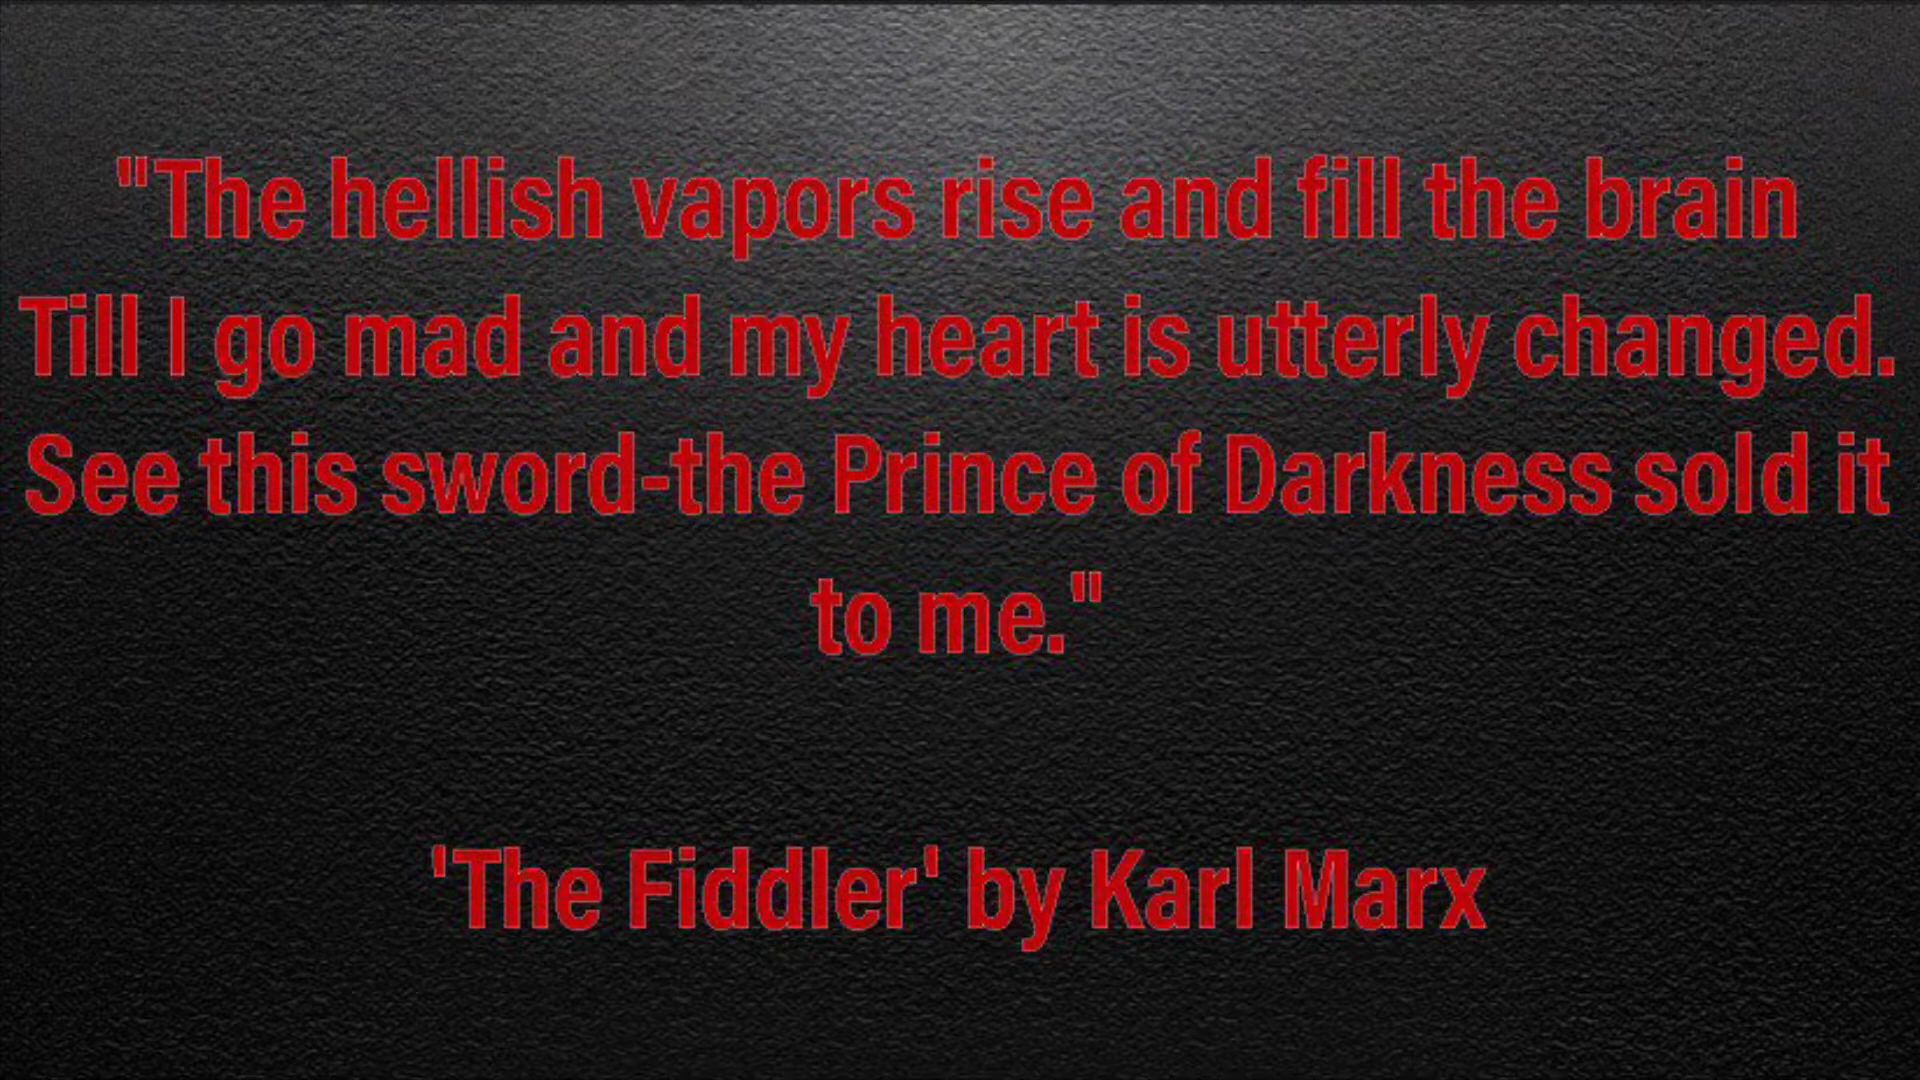 "The hellish vapors rise and fill the brain
Till I go mad and my heart is utterly changed.
See this sword-the Prince of Darkness sold it
to me."
'The Fiddler' by Karl Marx